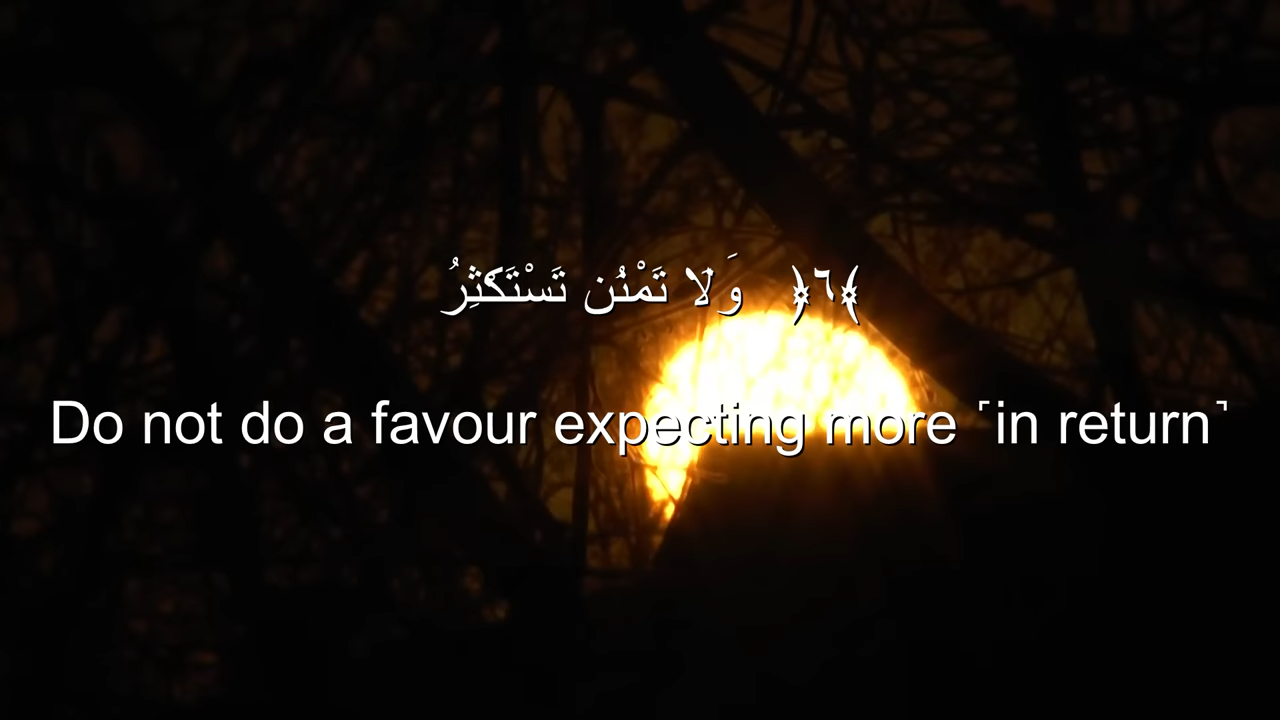 وَلَا تَمْنُن تَسْتَكْثِرُ ﴿٦﴾
Do not do a favour expecting more ˹in return˺